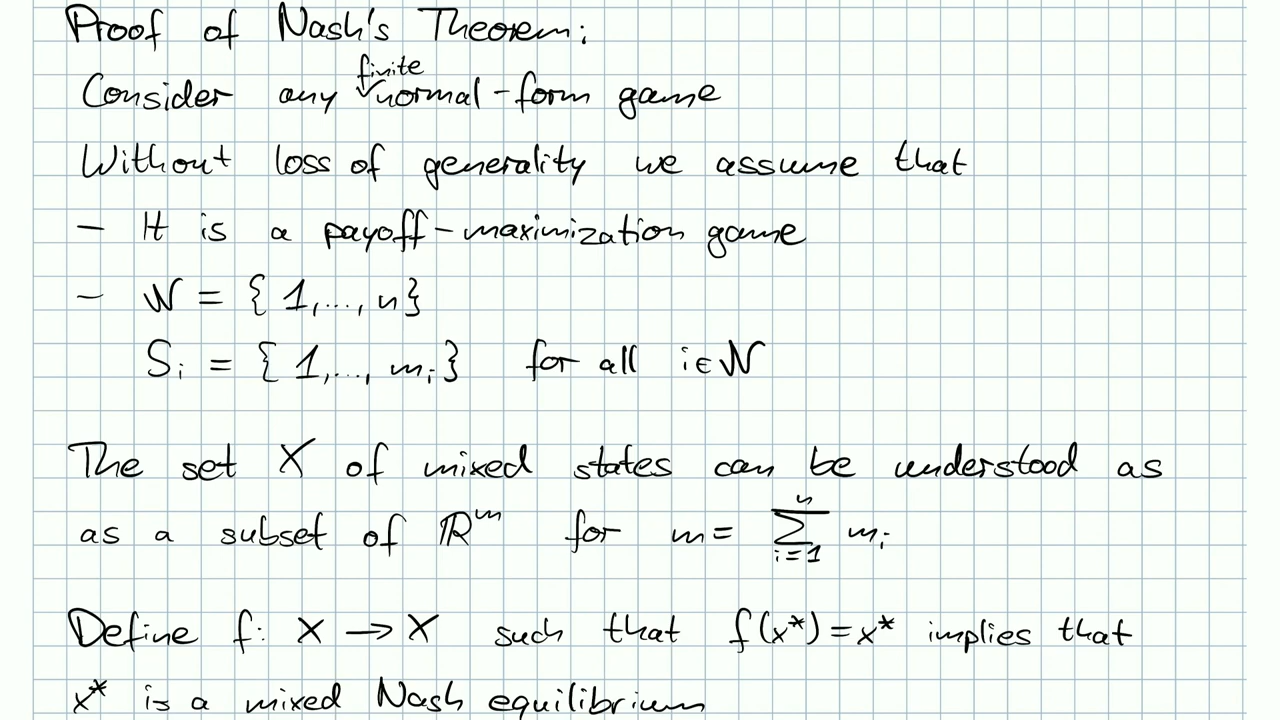 Proof of Nash's Theorem:
Consider any finite normal-form game
Without loss of generality we assume that
- It is a payoff-maximization game
- N = { 1,..., n}
S_i = { 1,..., m_i} for all i∈N
The set X of mixed states can be understood as
as a subset of ℝ^m for m = ∑_{i=1}^n m_i
Define f: X → X such that f(x*) = x* implies that
x* is a mixed Nash equilibrium